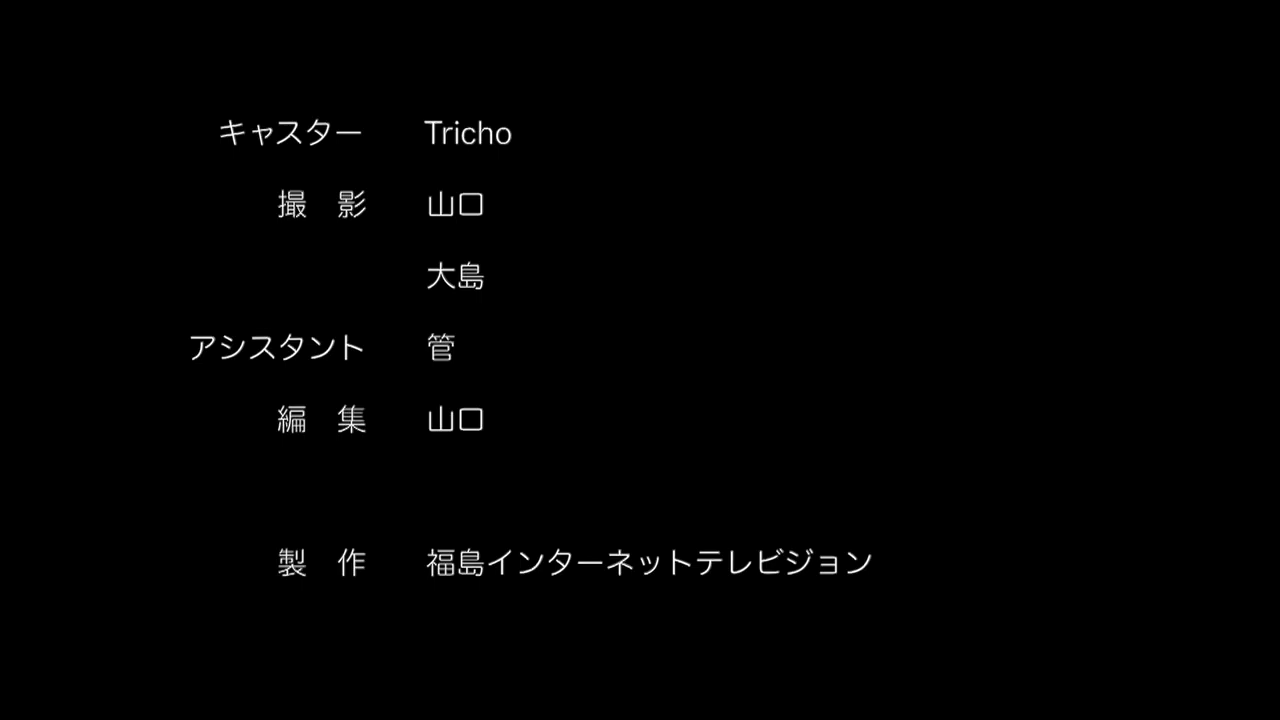 キャスター　Tricho
撮　影　山口
大島
アシスタント　管
編　集　山口
製　作　福島インターネットテレビジョン